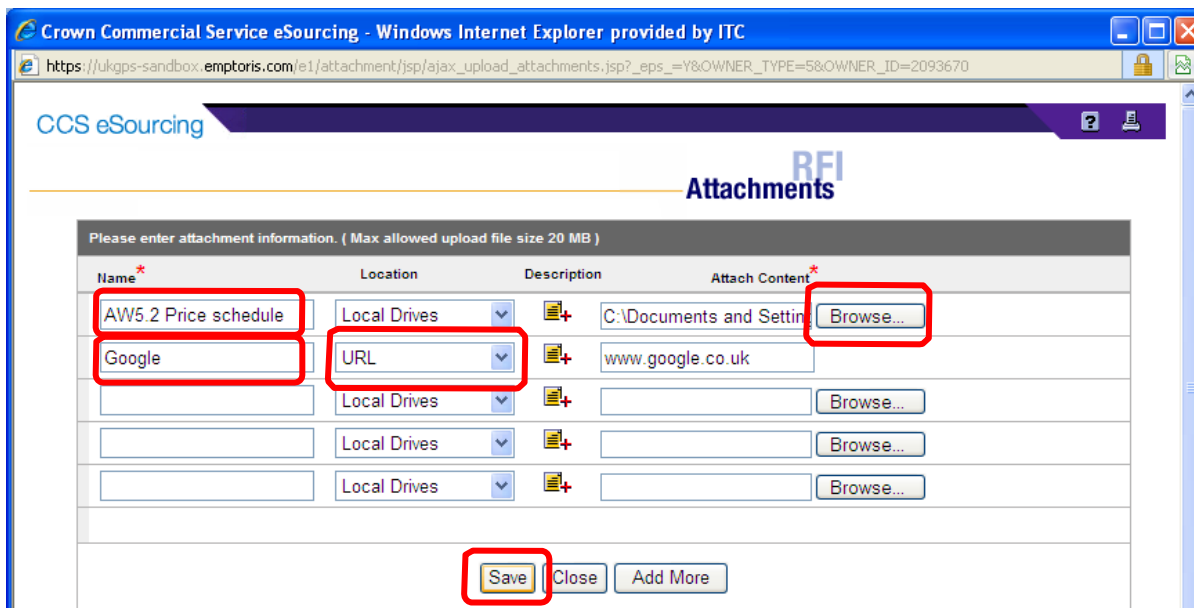 Crown Commercial Service eSourcing - Windows Internet Explorer provided by ITC
https://ukgps-sandbox.emptoris.com/e1/attachment/jsp/ajax_upload_attachments.jsp?_eps_=Y&OWNER_TYPE=5&OWNER_ID=2093670
CCS eSourcing
RFI
Attachments
Please enter attachment information. ( Max allowed upload file size 20 MB )
Name* Location Description Attach Content*
AW5.2 Price schedule Local Drives C:\Documents and Settin Browse...
Google URL www.google.co.uk
Local Drives Browse...
Local Drives Browse...
Local Drives Browse...
Save Close Add More